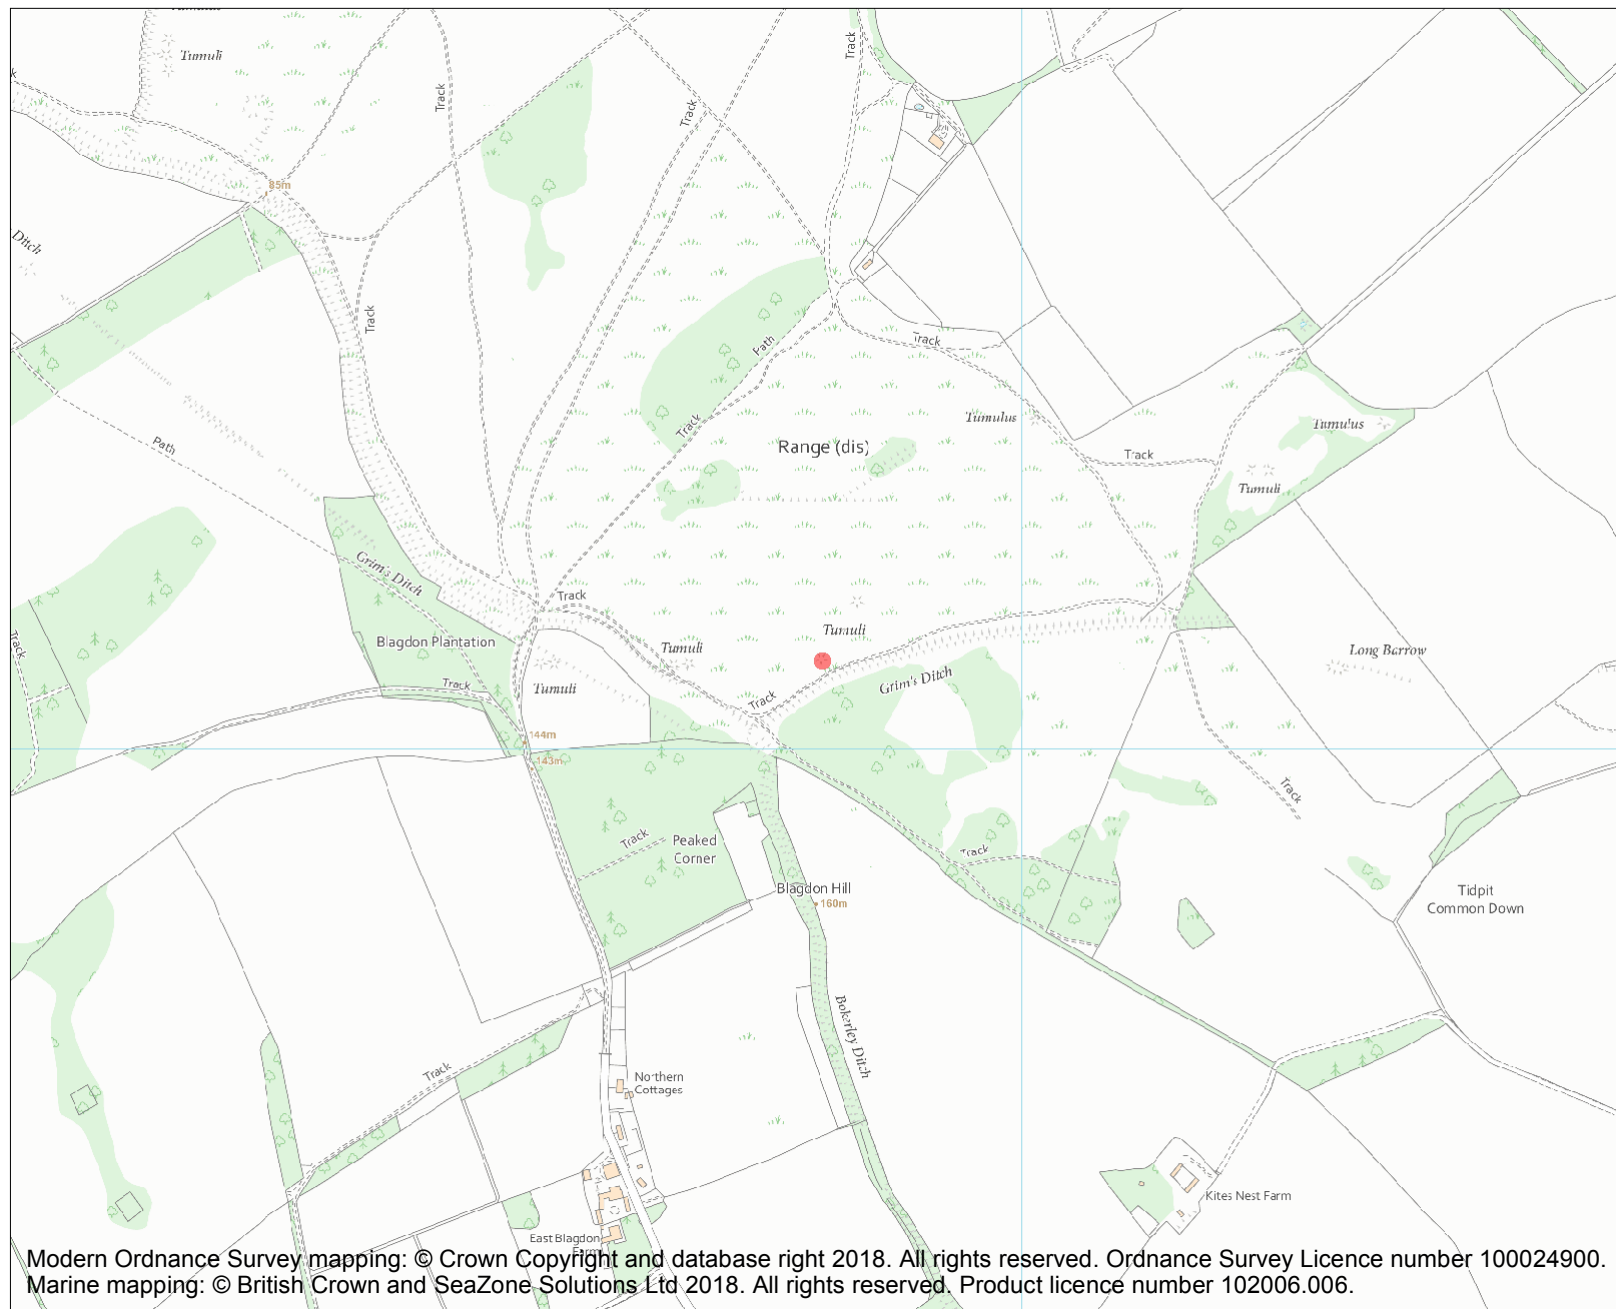 Tumuli
Track
Track
Track
85m
Ditch
Track
Path
Track
Track
Path
Tumulus
Tumulus
Range (dis)
Track
Tumuli
Grim's Ditch
Track
Blagdon Plantation
Tumuli
Tumuli
Long Barrow
Track
Tumuli
Track
Track
Grim's Ditch
144m
143m
Track
Track
Peaked
Corner
Track
Blagdon Hill
160m
Tidpit
Common Down
Bokerley Ditch
Track
Northern
Cottages
Kites Nest Farm
East Blagdon
Farm
Modern Ordnance Survey mapping: © Crown Copyright and database right 2018. All rights reserved. Ordnance Survey Licence number 100024900.
Marine mapping: © British Crown and SeaZone Solutions Ltd 2018. All rights reserved. Product licence number 102006.006.